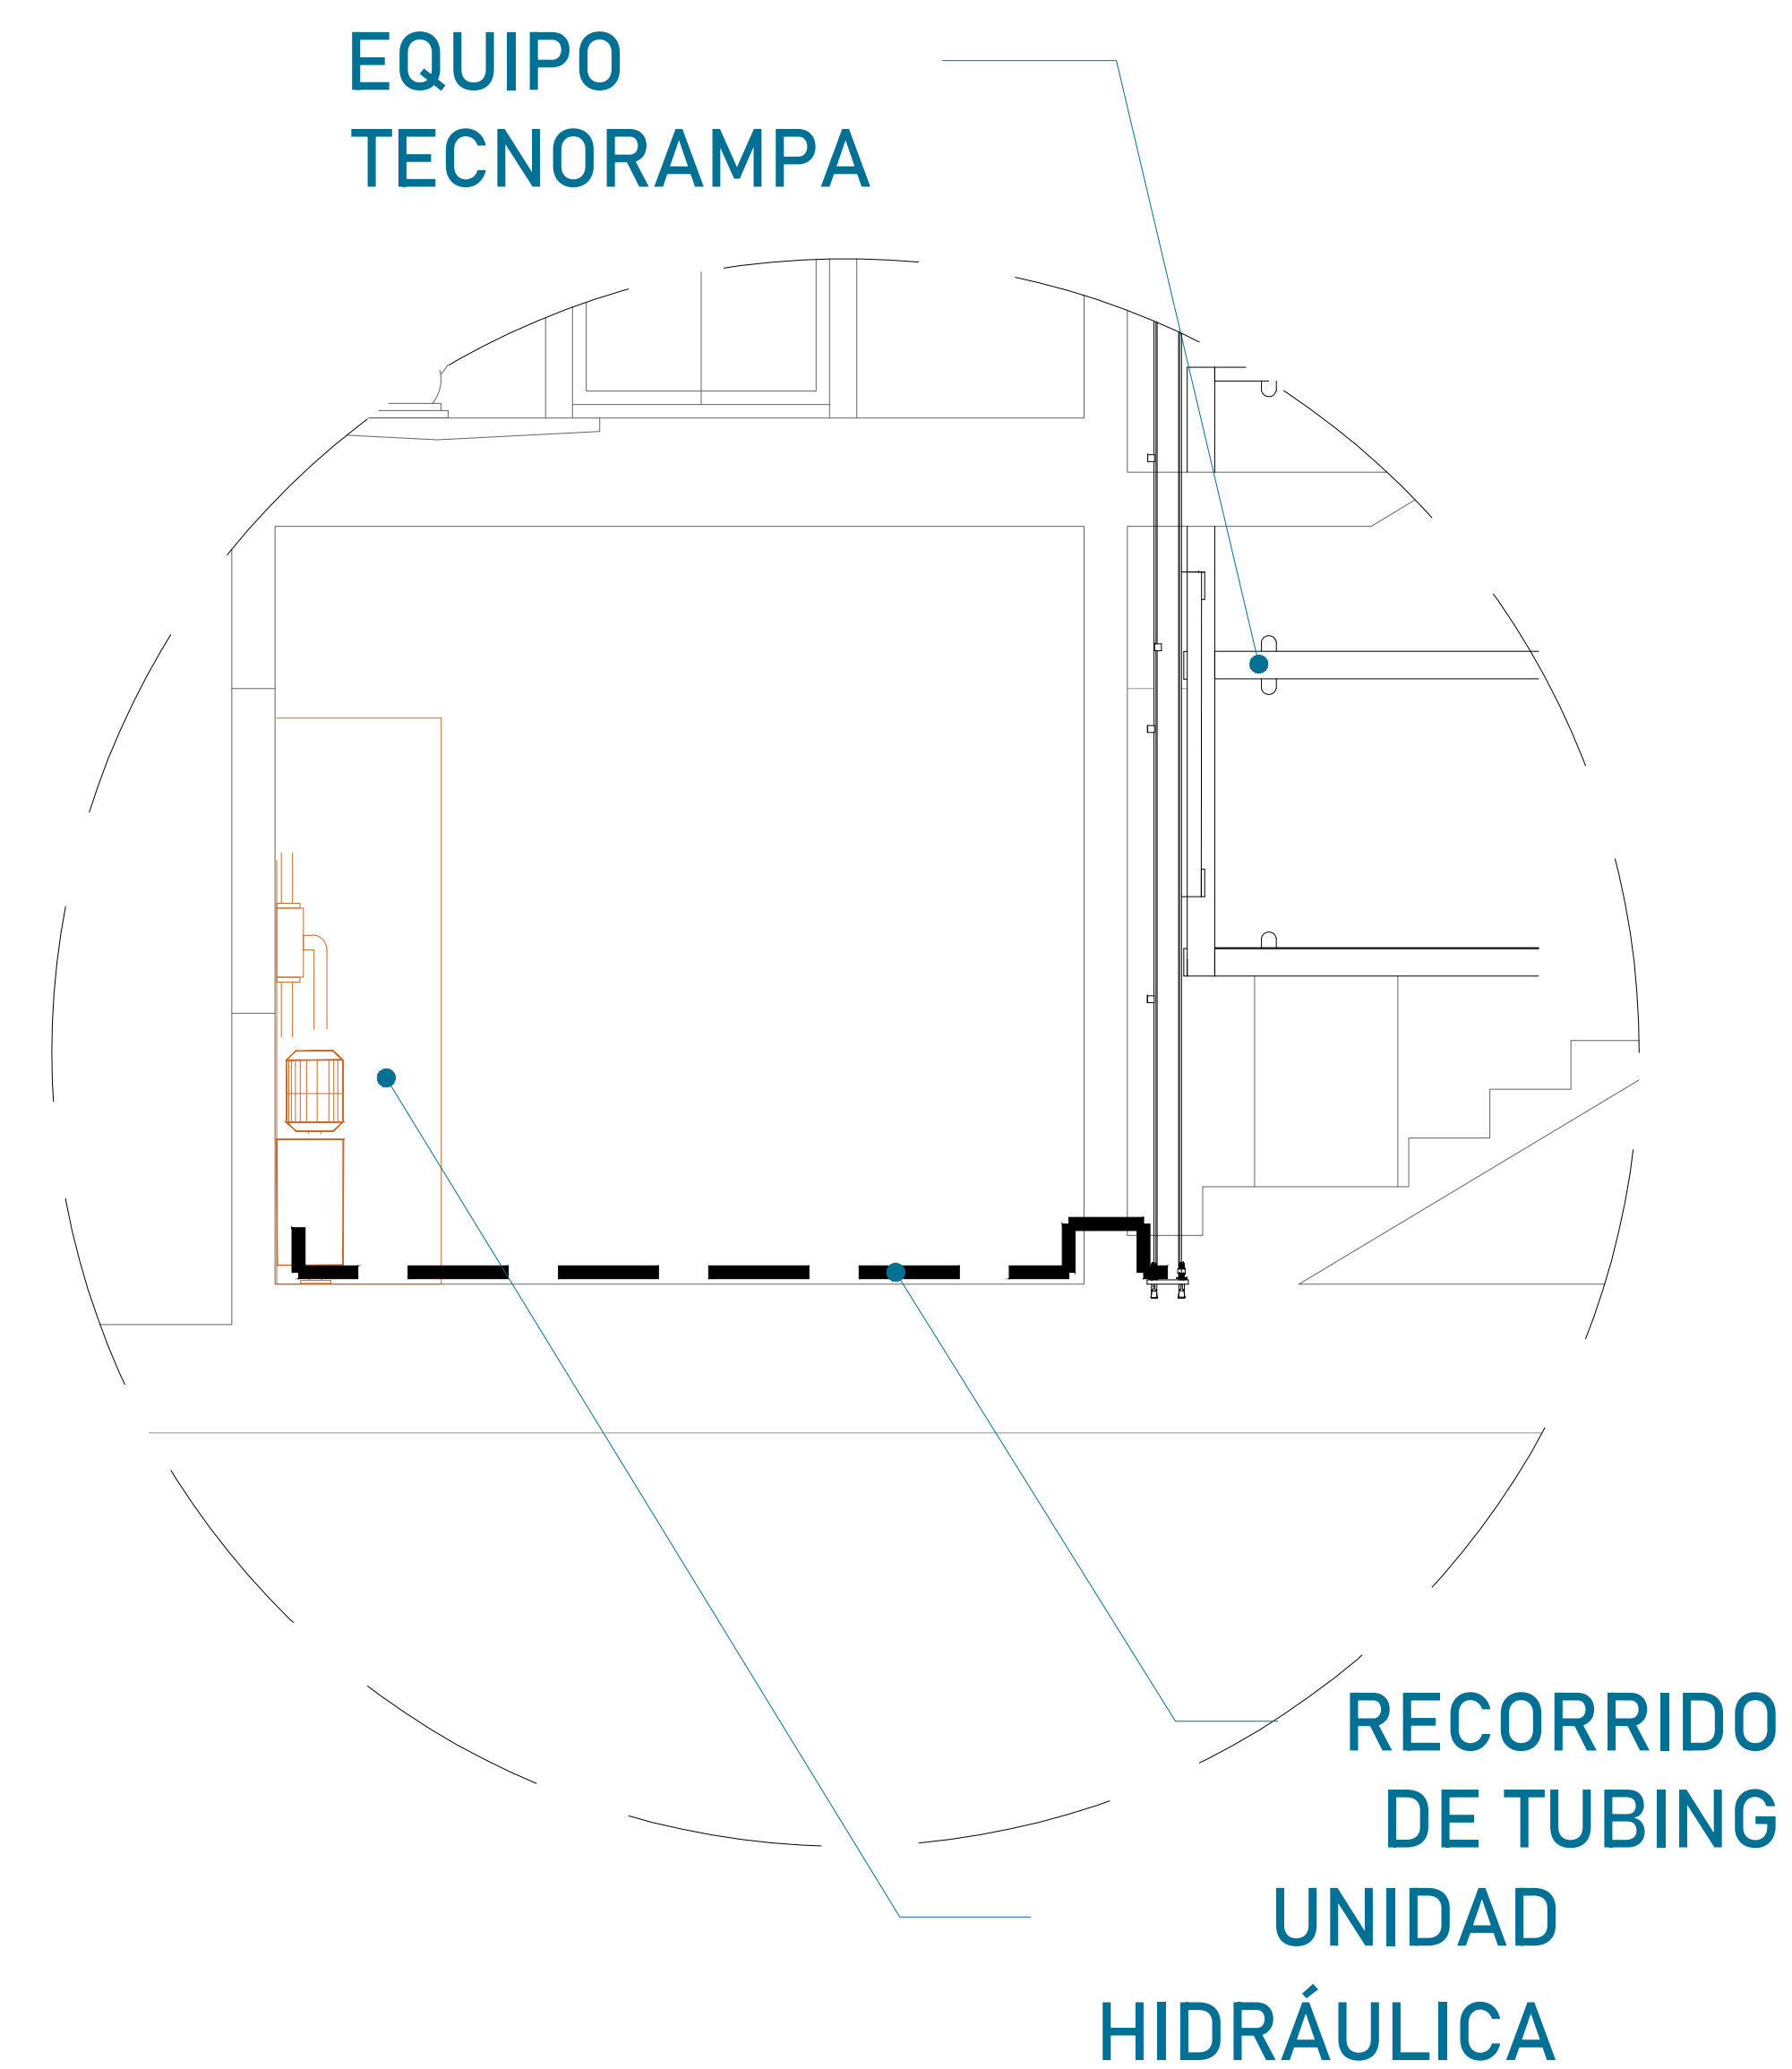 EQUIPO
TECNORAMPA
RECORRIDO
DE TUBING
UNIDAD
HIDRÁULICA